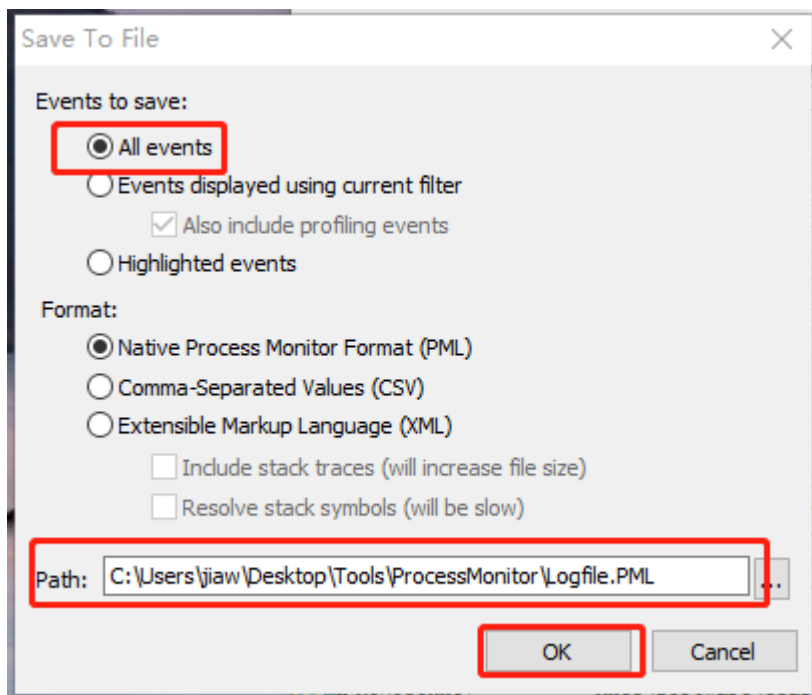 Save To File
Events to save:
All events
Events displayed using current filter
Also include profiling events
Highlighted events
Format:
Native Process Monitor Format (PML)
Comma-Separated Values (CSV)
Extensible Markup Language (XML)
Include stack traces (will increase file size)
Resolve stack symbols (will be slow)
Path: C:\Users\jiaw\Desktop\Tools\ProcessMonitor\Logfile.PML ...
OK Cancel